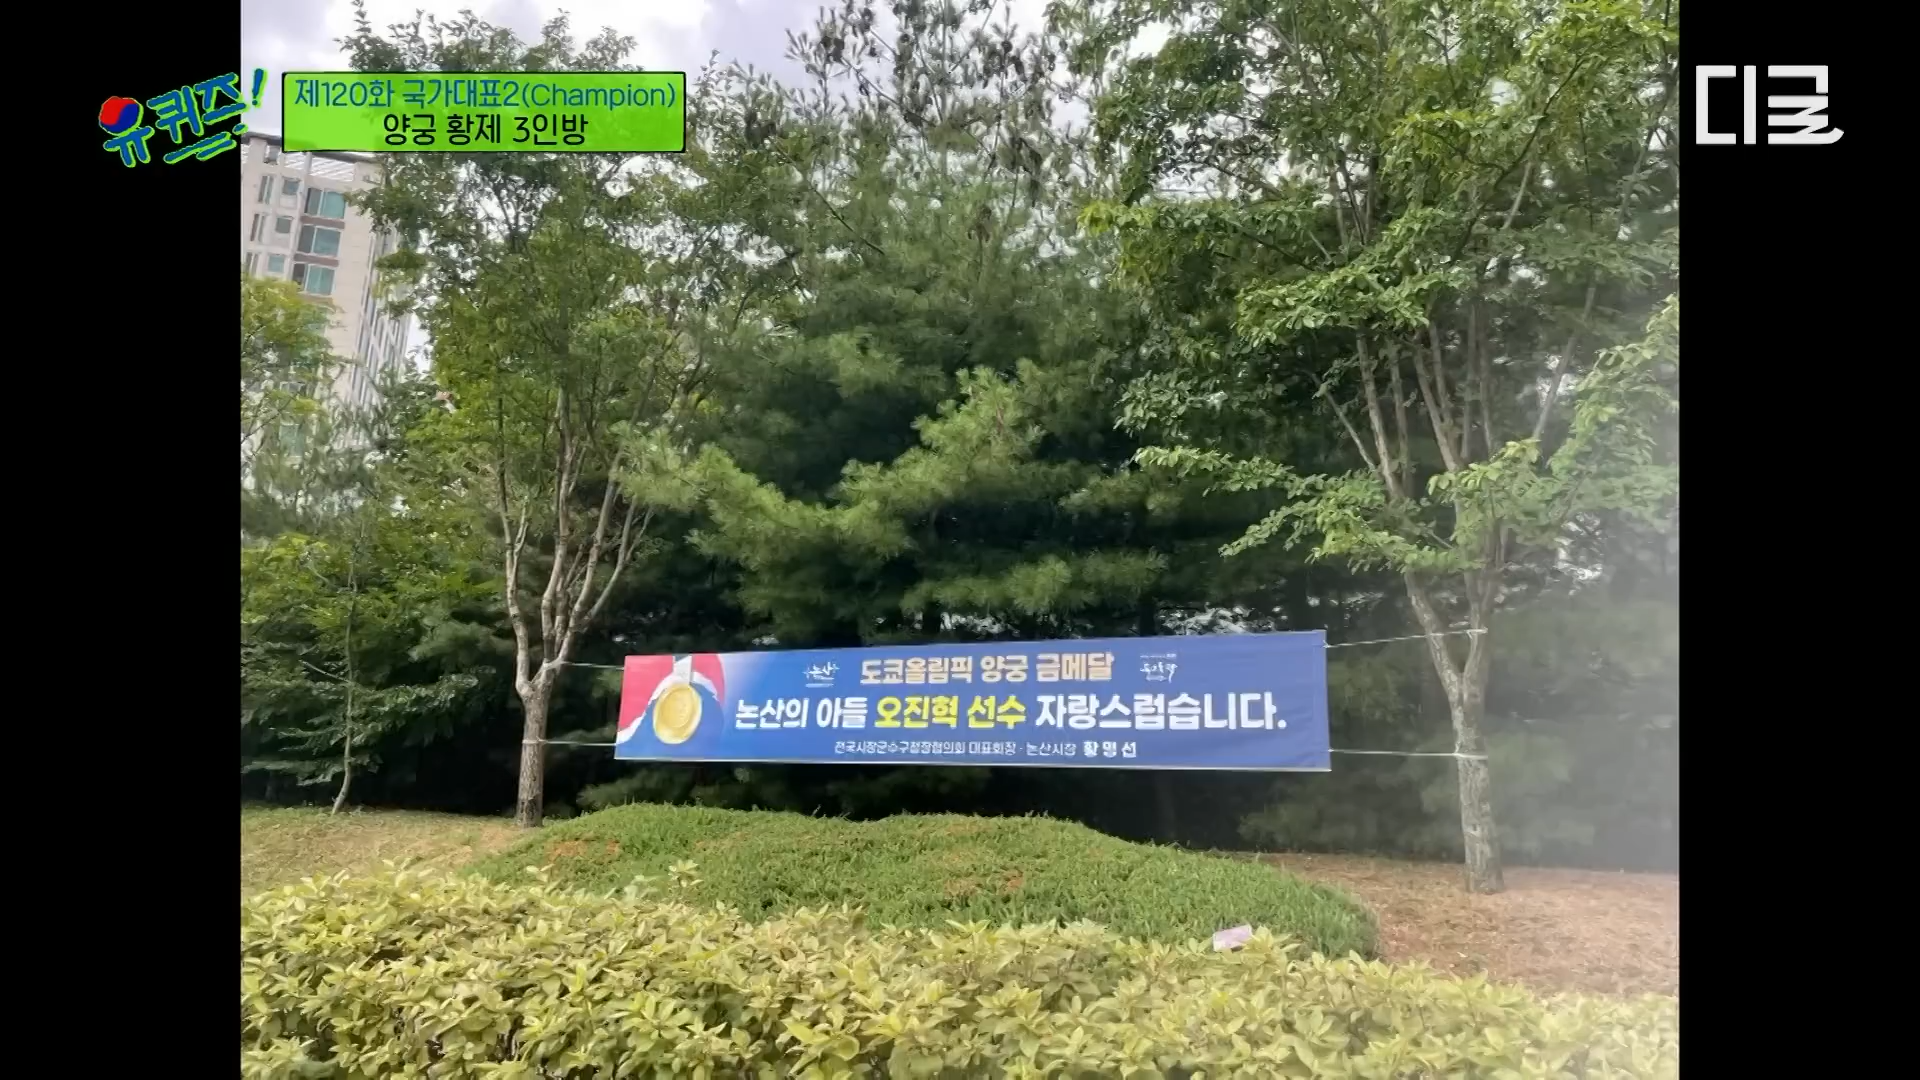 유퀴즈!
제120화 국가대표2(Champion)
양궁 황제 3인방
디글
논산
도쿄올림픽 양궁 금메달
논산의 아들 오진혁 선수 자랑스럽습니다.
전국시장군수구청장협의회 대표회장·논산시장 황명선